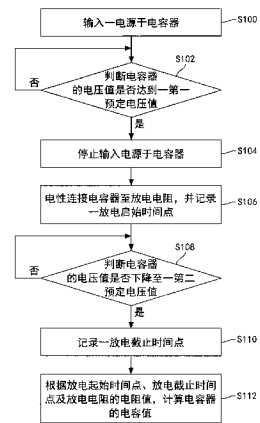 输入一电源于电容器
S100
S102
判断电容器
的电压值是否达到一第一
预定电压值
否
是
停止输入电源于电容器
S104
电性连接电容器至放电电阻,并记录
一放电启始时间点
S106
S108
判断电容器
的电压值是否下降至一第二
预定电压值
否
是
记录一放电截止时间点
S110
根据放电起始时间点、放电截止时间
点及放电电阻的电阻值，计算电容器
的电容值
S112